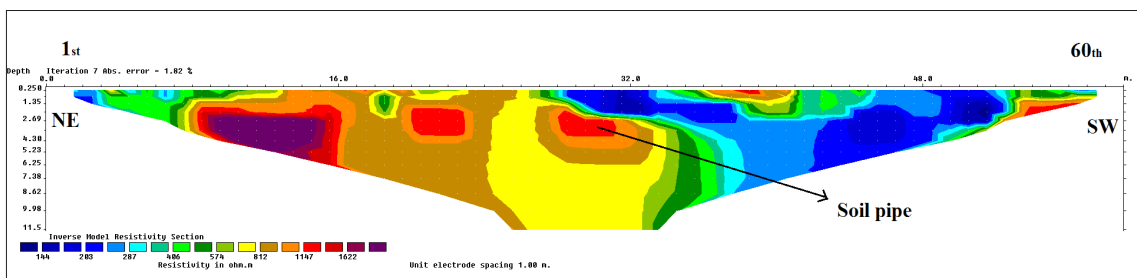 1st 60th
Depth Iteration 7 Abs. error = 1.82 %
0.0 16.0 32.0 48.0 m.
0.250
1.35
2.69
NE SW
4.38
5.28
6.25
7.38
Soil pipe
8.62
9.98
11.5
Inverse Model Resistivity Section
144 203 287 406 574 812 1147 1622
Resistivity in ohm.m Unit electrode spacing 1.00 m.